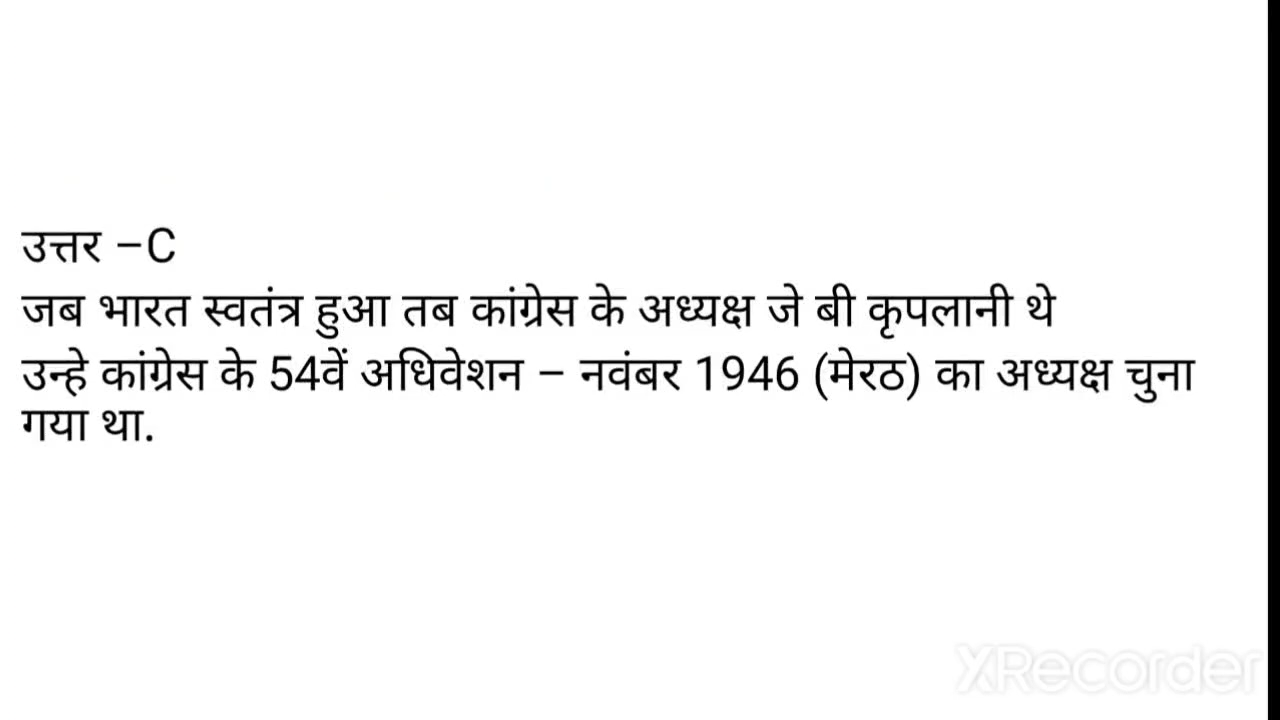 उत्तर –C
जब भारत स्वतंत्र हुआ तब कांग्रेस के अध्यक्ष जे बी कृपलानी थे
उन्हे कांग्रेस के 54वें अधिवेशन – नवंबर 1946 (मेरठ) का अध्यक्ष चुना
गया था.
XRecorder